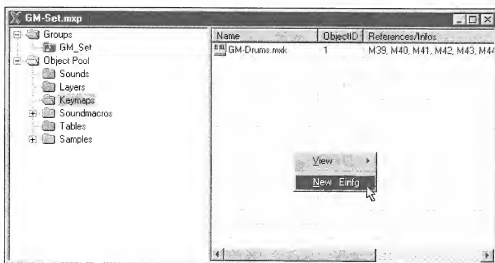 GM-Set.mxp
Groups
GM_Set
Object Pool
Sounds
Layers
Keymaps
Soundmacros
Tables
Samples
Name ObjectID References/Infos
GM-Drums.mxk 1 M39, M40, M41, M42, M43, M44
View
New Einfg